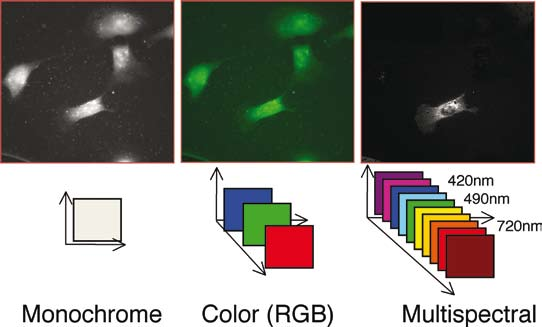 420nm
490nm
720nm
Monochrome
Color (RGB)
Multispectral